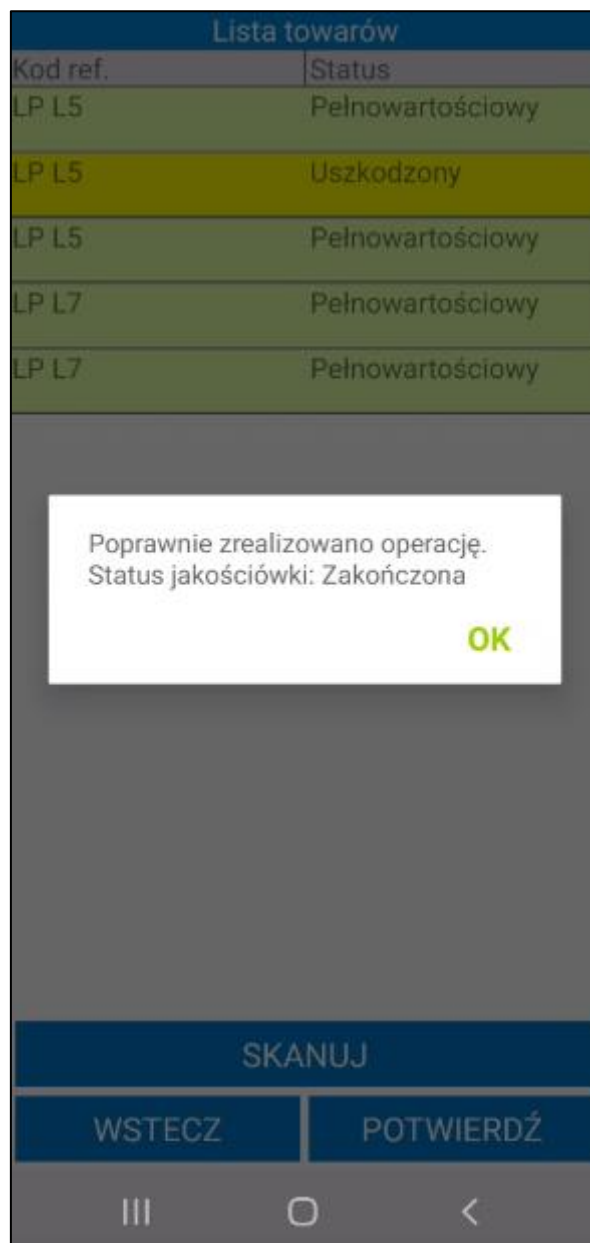 Lista towarów
Kod ref. Status
LP L5 Pełnowartościowy
LP L5 Uszkodzony
LP L5 Pełnowartościowy
LP L7 Pełnowartościowy
LP L7 Pełnowartościowy
Poprawnie zrealizowano operację.
Status jakościówki: Zakończona
OK
SKANUJ
WSTECZ POTWIERDŹ